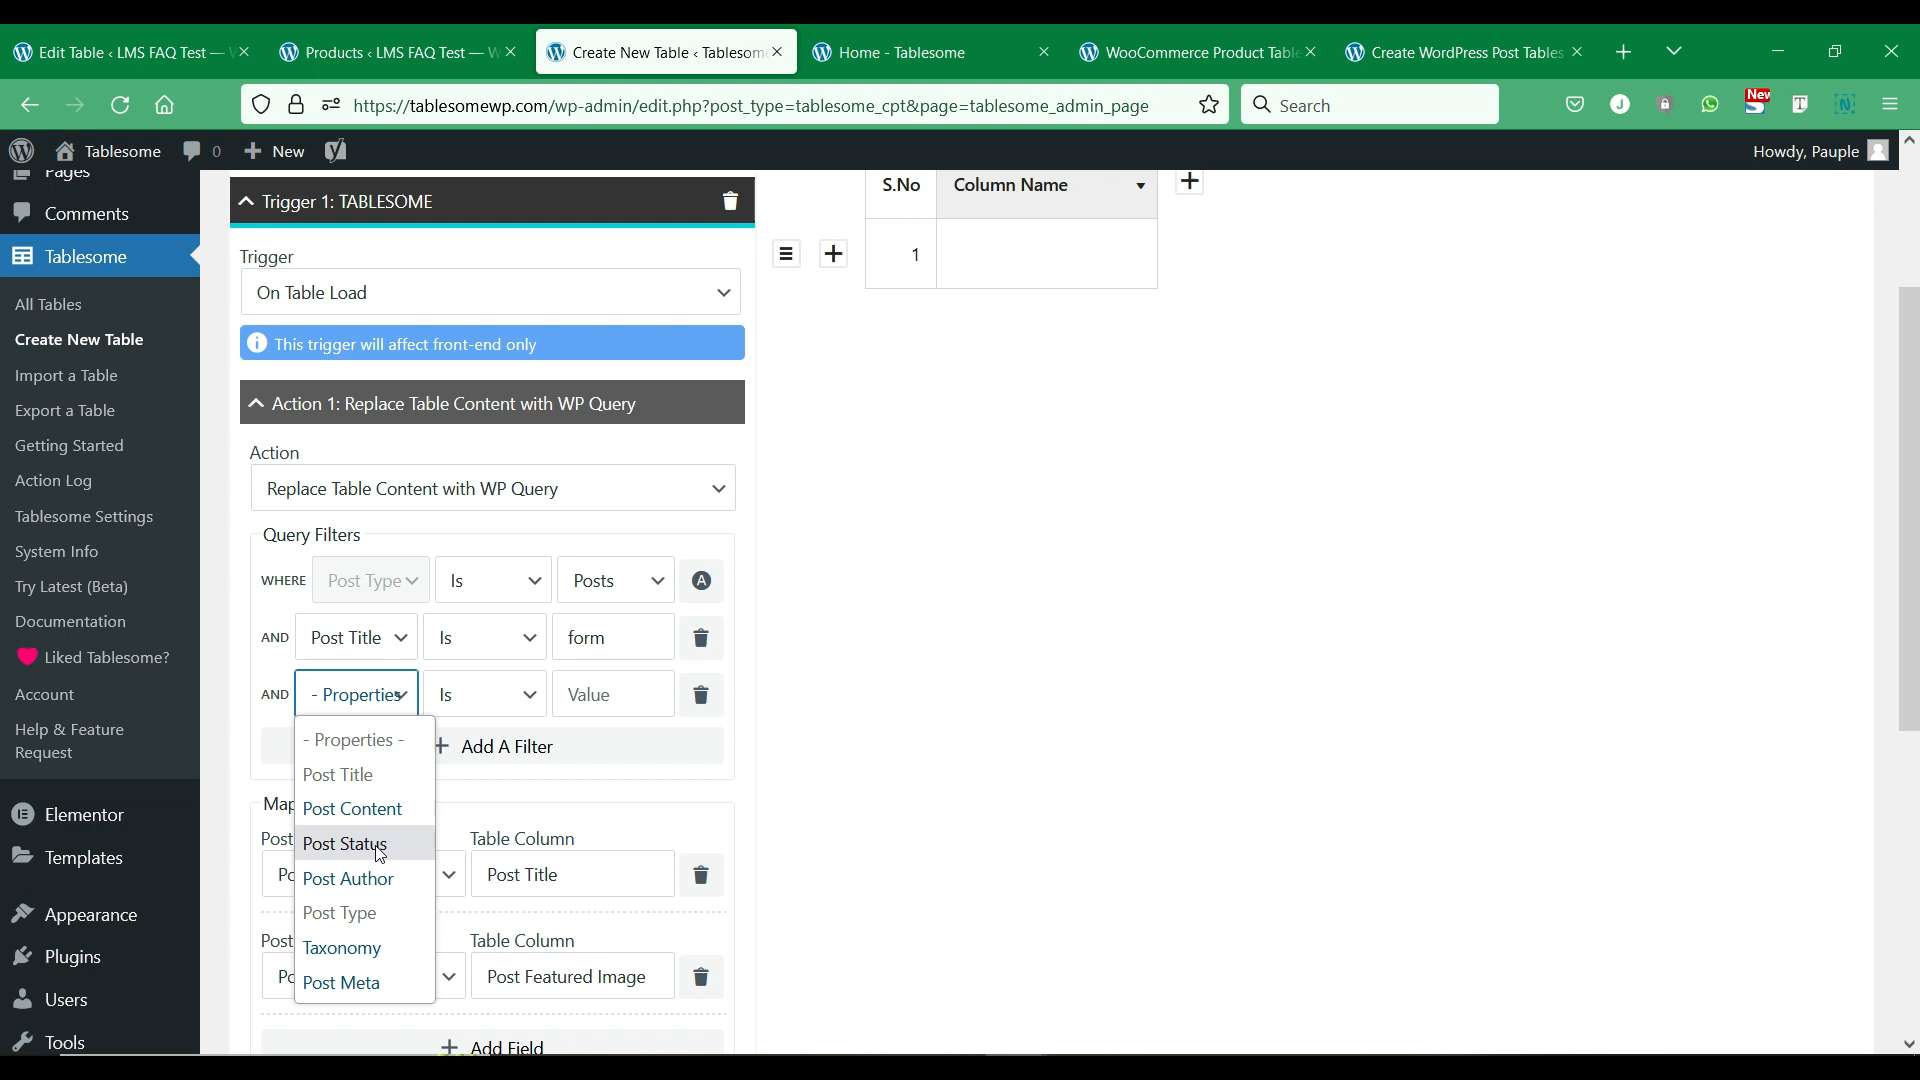 Edit Table ‹ LMS FAQ Test —
Products ‹ LMS FAQ Test — W
Create New Table ‹ Tablesome
Home - Tablesome
WooCommerce Product Table
Create WordPress Post Tables
https://tablesomewp.com/wp-admin/edit.php?post_type=tablesome_cpt&page=tablesome_admin_page
Search
New
J
T
N
Tablesome
0
New
Howdy, Pauple
Pages
Comments
Tablesome
All Tables
Create New Table
Import a Table
Export a Table
Getting Started
Action Log
Tablesome Settings
System Info
Try Latest (Beta)
Documentation
Liked Tablesome?
Account
Help & Feature
Request
Elementor
Templates
Appearance
Plugins
Users
Tools
Trigger 1: TABLESOME
Trigger
On Table Load
This trigger will affect front-end only
Action 1: Replace Table Content with WP Query
Action
Replace Table Content with WP Query
Query Filters
WHERE Post Type Is Posts A
AND Post Title Is form
AND - Properties Is Value
- Properties -
Post Title
Post Content
Post Status
Post Author
Post Type
Taxonomy
Post Meta
Add A Filter
Map
Post Table Column
Po Post Title
Post Table Column
Po Post Featured Image
Add Field
S.No Column Name
1